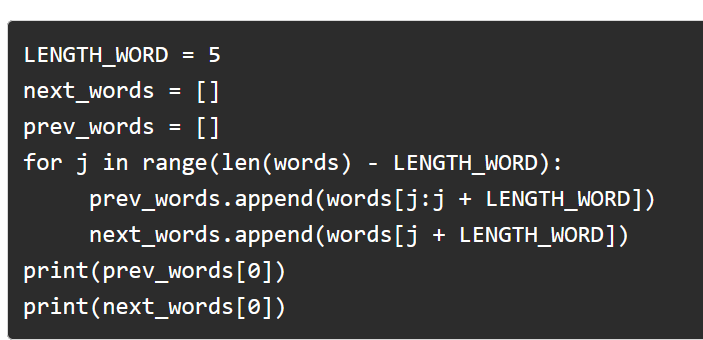 LENGTH_WORD = 5
next_words = []
prev_words = []
for j in range(len(words) - LENGTH_WORD):
     prev_words.append(words[j:j + LENGTH_WORD])
     next_words.append(words[j + LENGTH_WORD])
print(prev_words[0])
print(next_words[0])